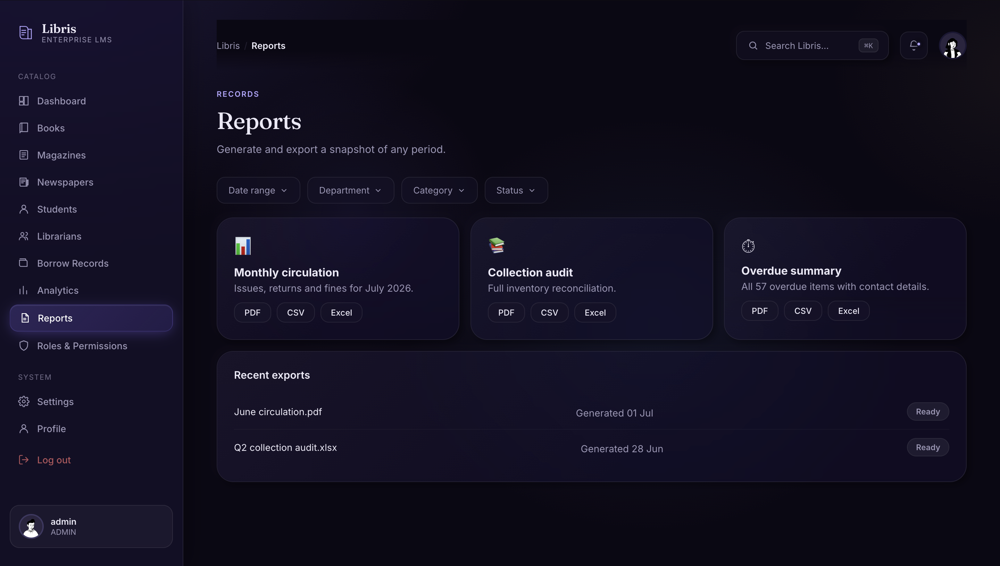 Libris
ENTERPRISE LMS
CATALOG
Dashboard
Books
Magazines
Newspapers
Students
Librarians
Borrow Records
Analytics
Reports
Roles & Permissions
SYSTEM
Settings
Profile
Log out
admin
ADMIN
Libris / Reports
Search Libris... ⌘K
RECORDS
Reports
Generate and export a snapshot of any period.
Date range
Department
Category
Status
Monthly circulation
Issues, returns and fines for July 2026.
PDF CSV Excel
Collection audit
Full inventory reconciliation.
PDF CSV Excel
Overdue summary
All 57 overdue items with contact details.
PDF CSV Excel
Recent exports
June circulation.pdf Generated 01 Jul Ready
Q2 collection audit.xlsx Generated 28 Jun Ready